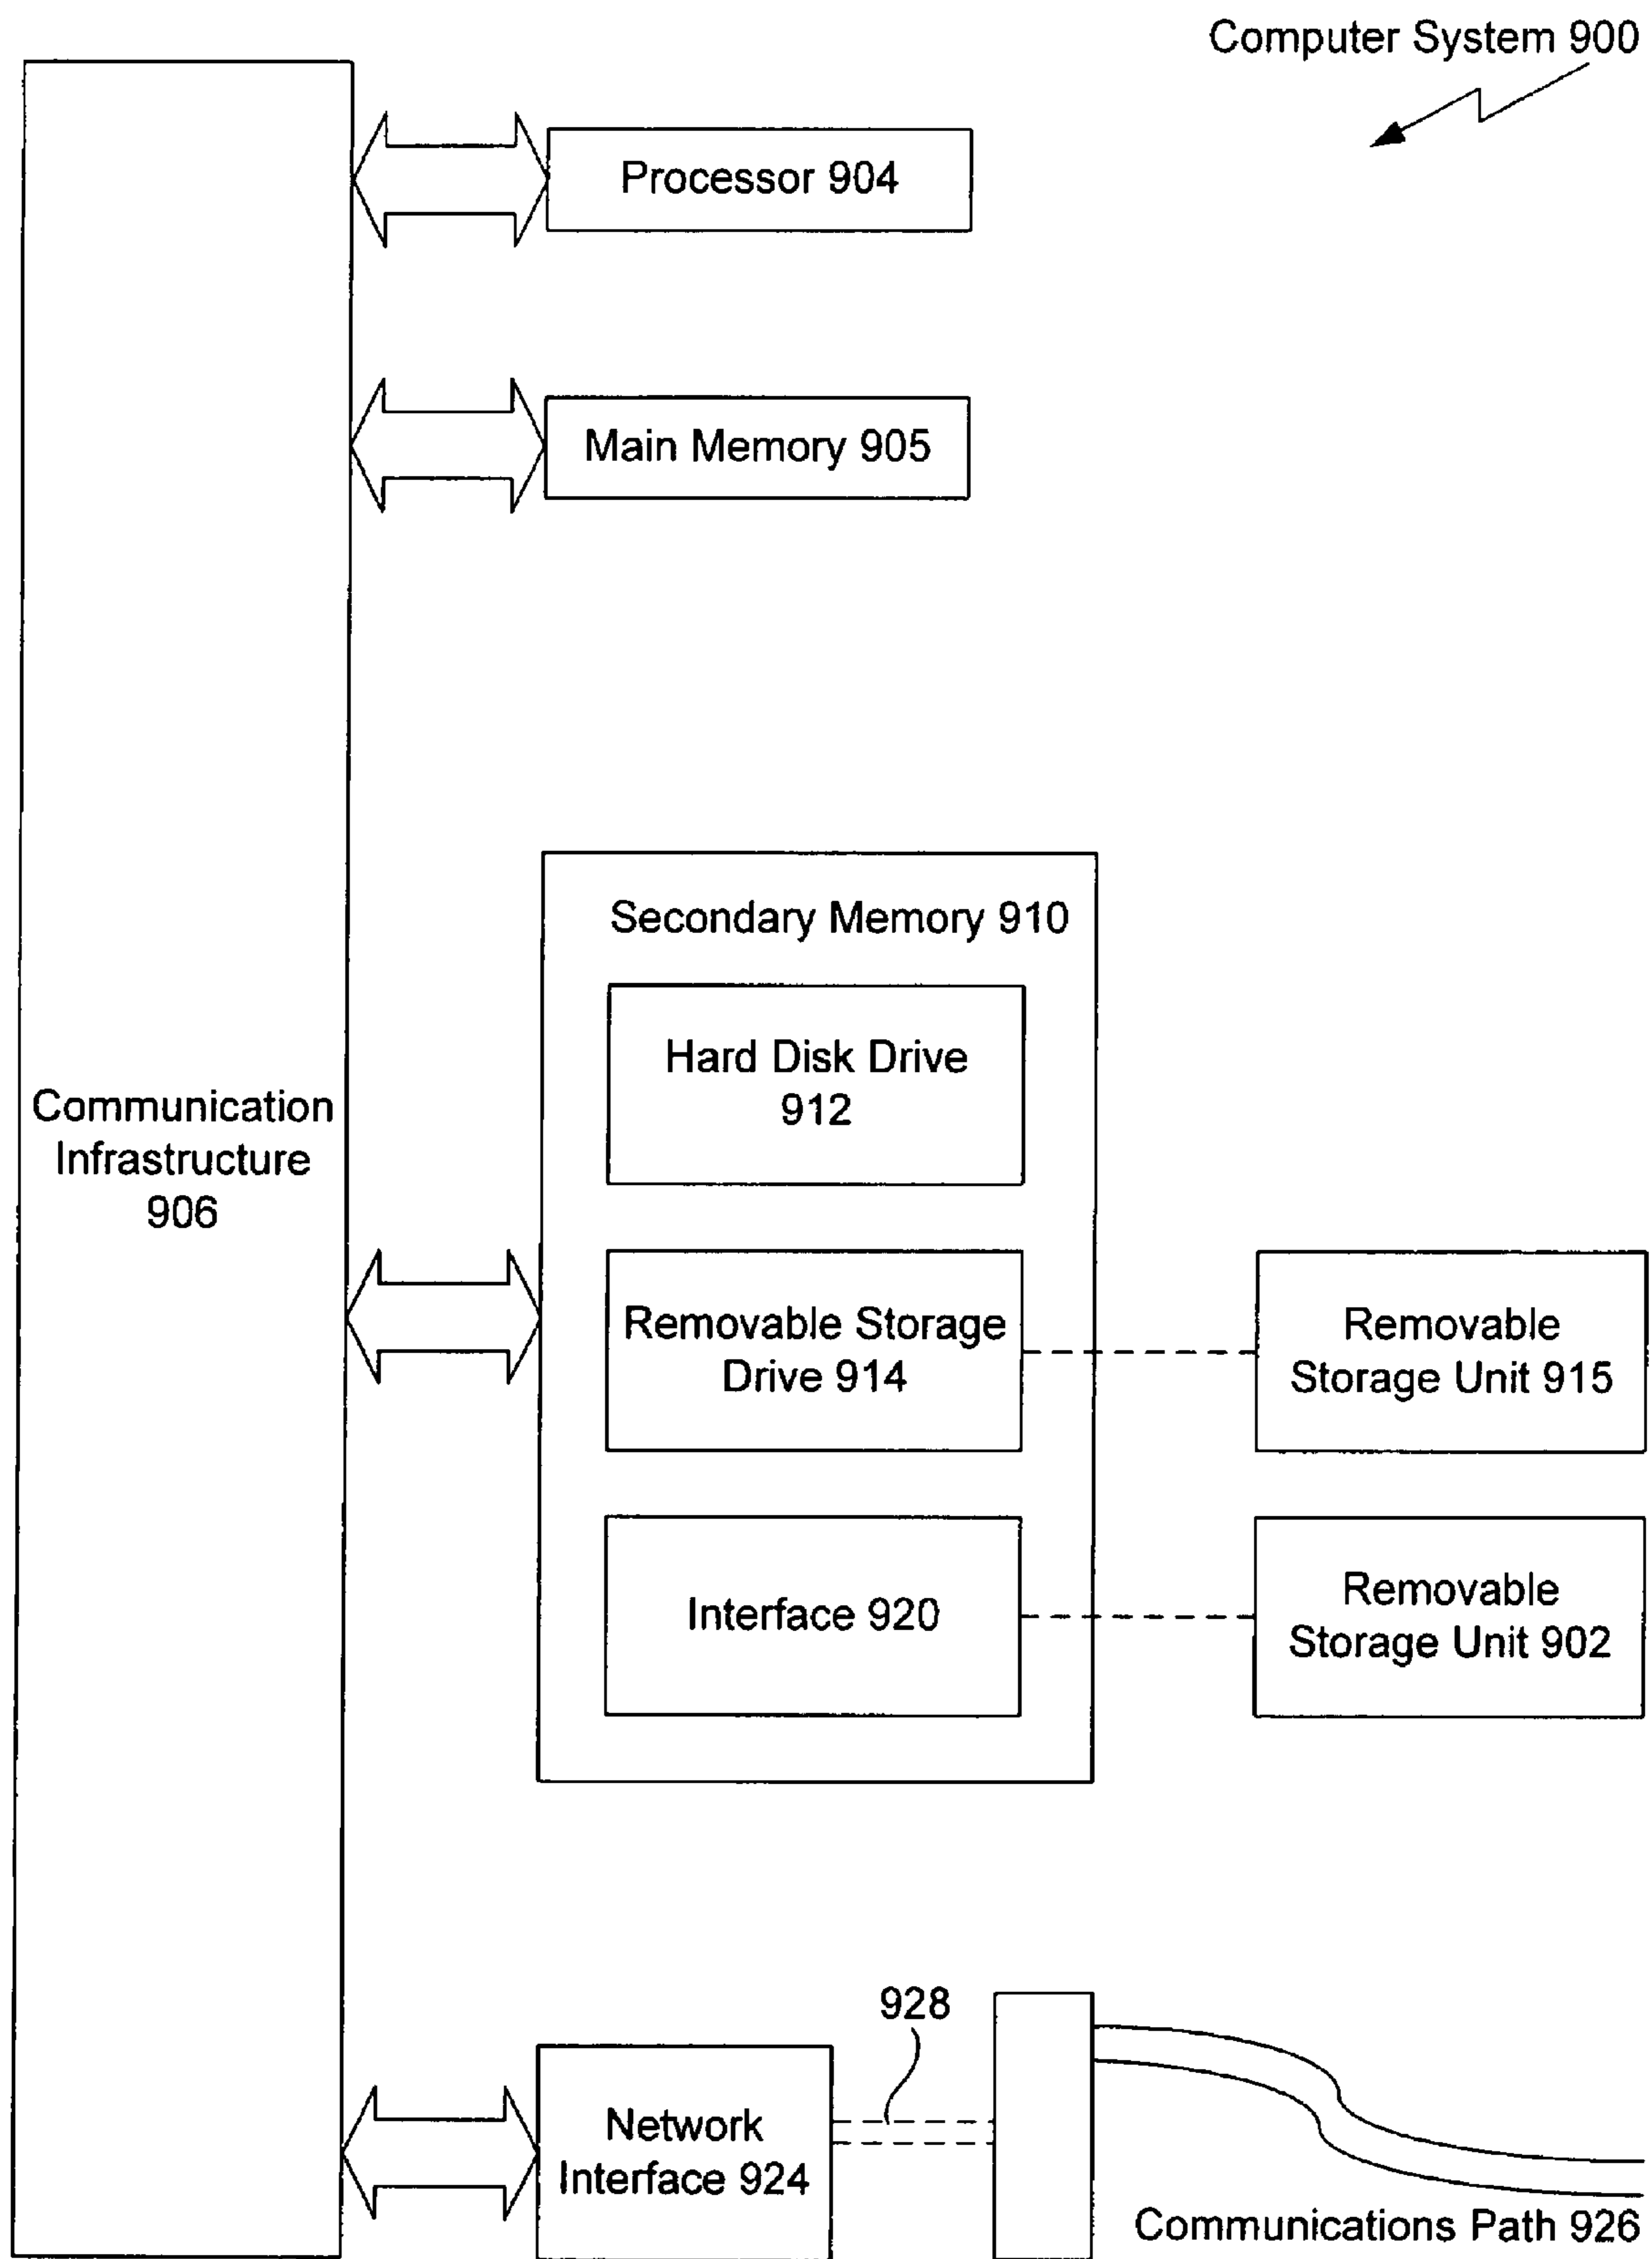 Computer System 900
Processor 904
Main Memory 905
Secondary Memory 910
Hard Disk Drive
912
Communication
Infrastructure
906
Removable Storage
Drive 914
Removable
Storage Unit 915
Interface 920
Removable
Storage Unit 902
928
Network
Interface 924
Communications Path 926